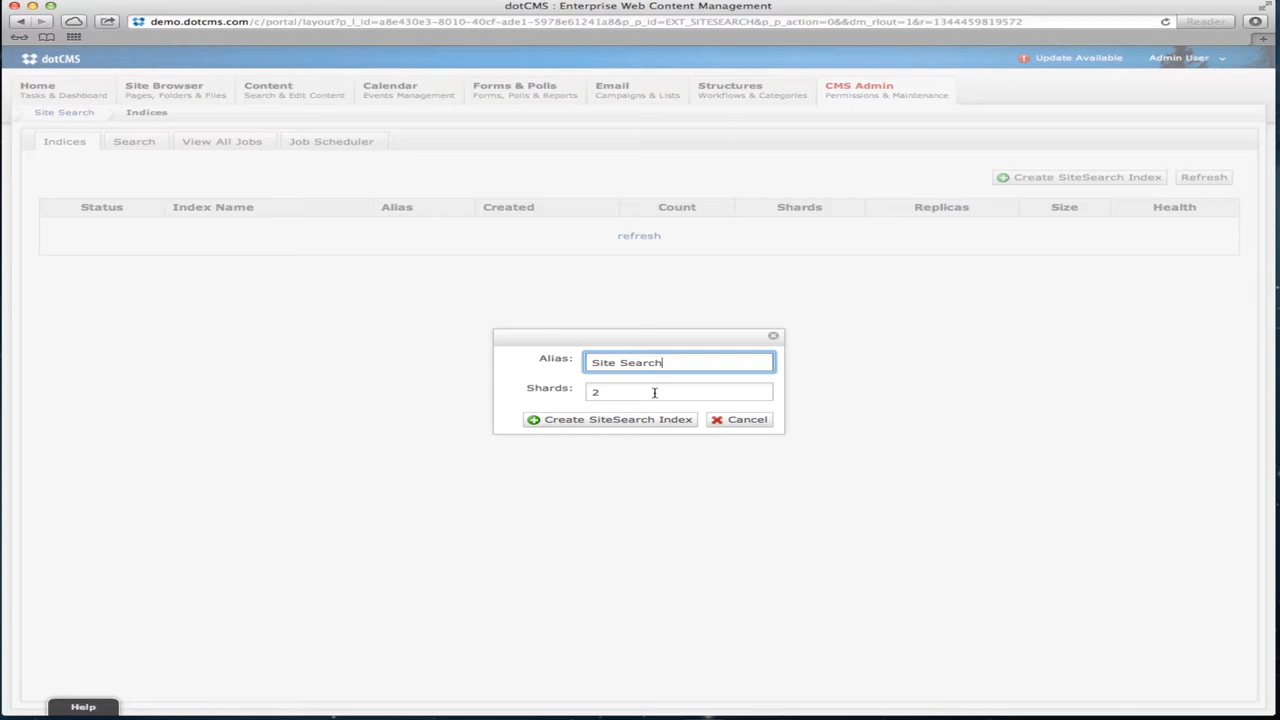 dotCMS : Enterprise Web Content Management
demo.dotcms.com/c/portal/layout?p_l_id=a8e430e3-8010-40cf-ade1-5978e61241a8&p_p_id=EXT_SITESEARCH&p_p_action=0&&dm_rlout=1&r=1344459819572
Reader
dotCMS
Update Available
Admin User
Home Site Browser Content Calendar Forms & Polls Email Structures CMS Admin
Tasks & Dashboard Pages, Folders & Files Search & Edit Content Events Management Forms, Polls & Reports Campaigns & Lists Workflows & Categories Permissions & Maintenance
Site Search Indices
Indices Search View All Jobs Job Scheduler
Create SiteSearch Index Refresh
Status Index Name Alias Created Count Shards Replicas Size Health
refresh
Alias: Site Search
Shards: 2
Create SiteSearch Index Cancel
Help